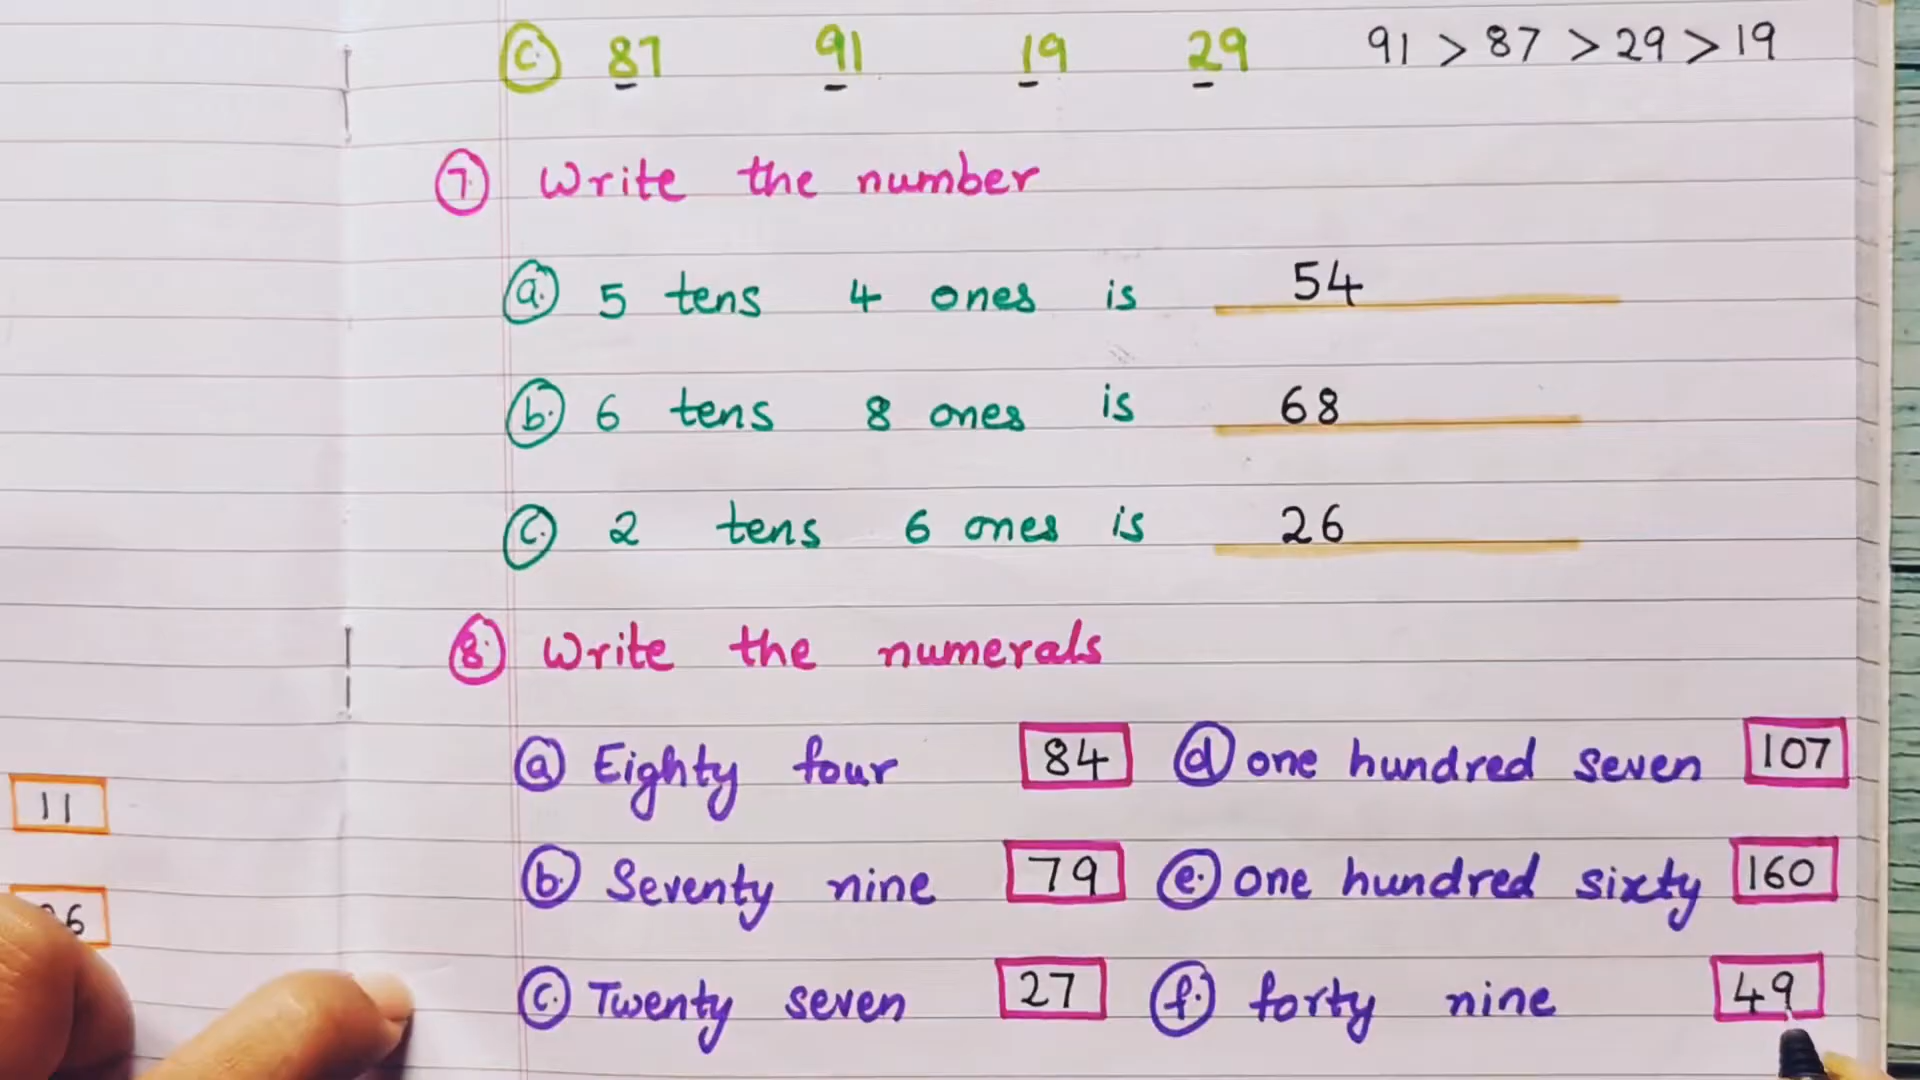 c. 87 91 19 29 91 > 87 > 29 > 19
7. Write the number
a. 5 tens 4 ones is 54
b. 6 tens 8 ones is 68
c. 2 tens 6 ones is 26
8. Write the numerals
a Eighty four 84 d one hundred seven 107
11
b. Seventy nine 79 e. one hundred sixty 160
c. Twenty seven 27 f. forty nine 49